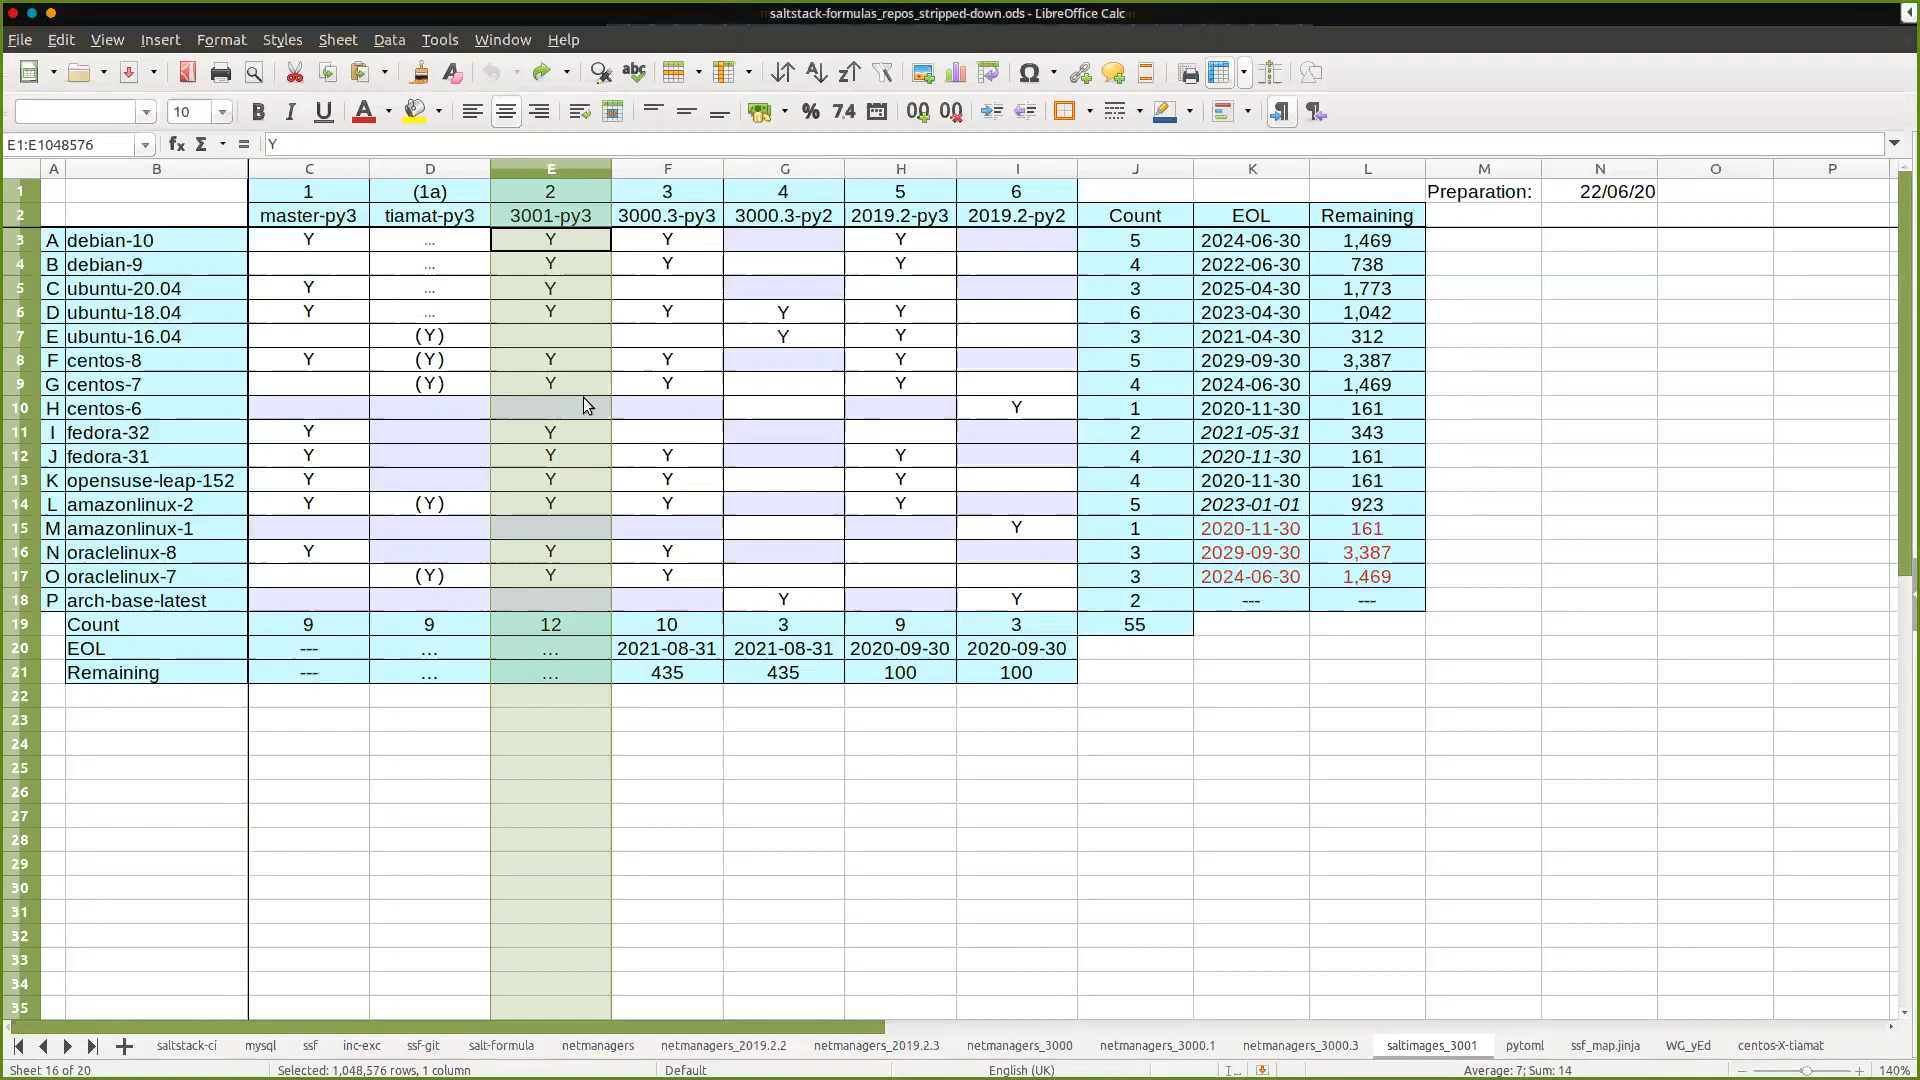 saltstack-formulas_repos_stripped-down.ods - LibreOffice Calc
File Edit View Insert Format Styles Sheet Data Tools Window Help
10
E1:E1048576 Y
A B C D E F G H I J K L M N O P
1 1 (1a) 2 3 4 5 6 Preparation: 22/06/20
2 master-py3 tiamat-py3 3001-py3 3000.3-py3 3000.3-py2 2019.2-py3 2019.2-py2 Count EOL Remaining
3 A debian-10 Y ... Y Y Y 5 2024-06-30 1,469
4 B debian-9 ... Y Y Y 4 2022-06-30 738
5 C ubuntu-20.04 Y ... Y 3 2025-04-30 1,773
6 D ubuntu-18.04 Y ... Y Y Y Y 6 2023-04-30 1,042
7 E ubuntu-16.04 (Y) Y Y 3 2021-04-30 312
8 F centos-8 Y (Y) Y Y Y 5 2029-09-30 3,387
9 G centos-7 (Y) Y Y Y 4 2024-06-30 1,469
10 H centos-6 Y 1 2020-11-30 161
11 I fedora-32 Y Y 2 2021-05-31 343
12 J fedora-31 Y Y Y Y 4 2020-11-30 161
13 K opensuse-leap-152 Y Y Y Y 4 2020-11-30 161
14 L amazonlinux-2 Y (Y) Y Y Y 5 2023-01-01 923
15 M amazonlinux-1 Y 1 2020-11-30 161
16 N oraclelinux-8 Y Y Y 3 2029-09-30 3,387
17 O oraclelinux-7 (Y) Y Y 3 2024-06-30 1,469
18 P arch-base-latest Y Y 2 --- ---
19 Count 9 9 12 10 3 9 3 55
20 EOL --- ... ... 2021-08-31 2021-08-31 2020-09-30 2020-09-30
21 Remaining --- ... ... 435 435 100 100
22
23
24
25
26
27
28
29
30
31
32
33
34
35
saltstack-ci mysql ssf inc-exc ssf-git salt-formula netmanagers netmanagers_2019.2.2 netmanagers_2019.2.3 netmanagers_3000 netmanagers_3000.1 netmanagers_3000.3 saltimages_3001 pytoml ssf_map.jinja WG_yEd centos-X-tiamat
Sheet 16 of 20 Selected: 1,048,576 rows, 1 column Default English (UK) Average: 7; Sum: 14 140%